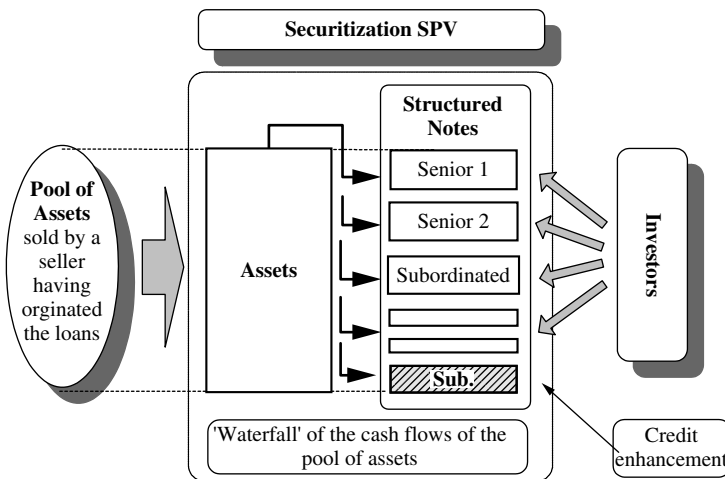 Securitization SPV
Structured
Notes
Pool of
Assets
sold by a
seller
having
orginated
the loans
Assets
Senior 1
Senior 2
Subordinated
Sub.
Investors
'Waterfall' of the cash flows of the
pool of assets
Credit
enhancement